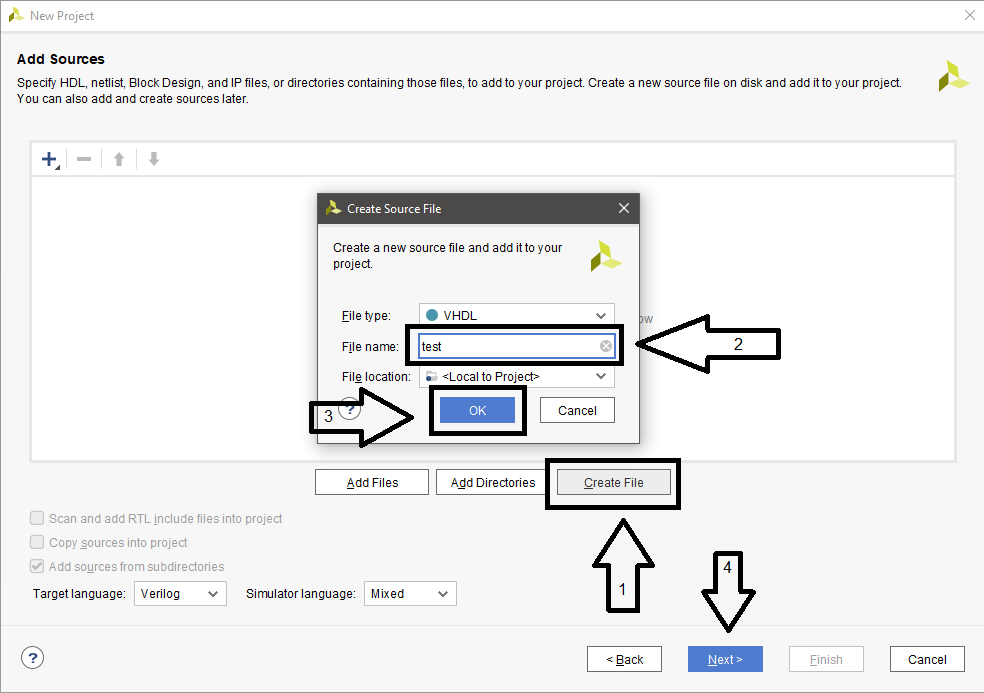 New Project
Add Sources
Specify HDL, netlist, Block Design, and IP files, or directories containing those files, to add to your project. Create a new source file on disk and add it to your project.
You can also add and create sources later.
Create Source File
Create a new source file and add it to your
project.
File type: VHDL
File name: test
2
File location: <Local to Project>
3 ? OK Cancel
Add Files Add Directories Create File
Scan and add RTL include files into project
Copy sources into project
Add sources from subdirectories
1
4
Target language: Verilog Simulator language: Mixed
? < Back Next > Finish Cancel